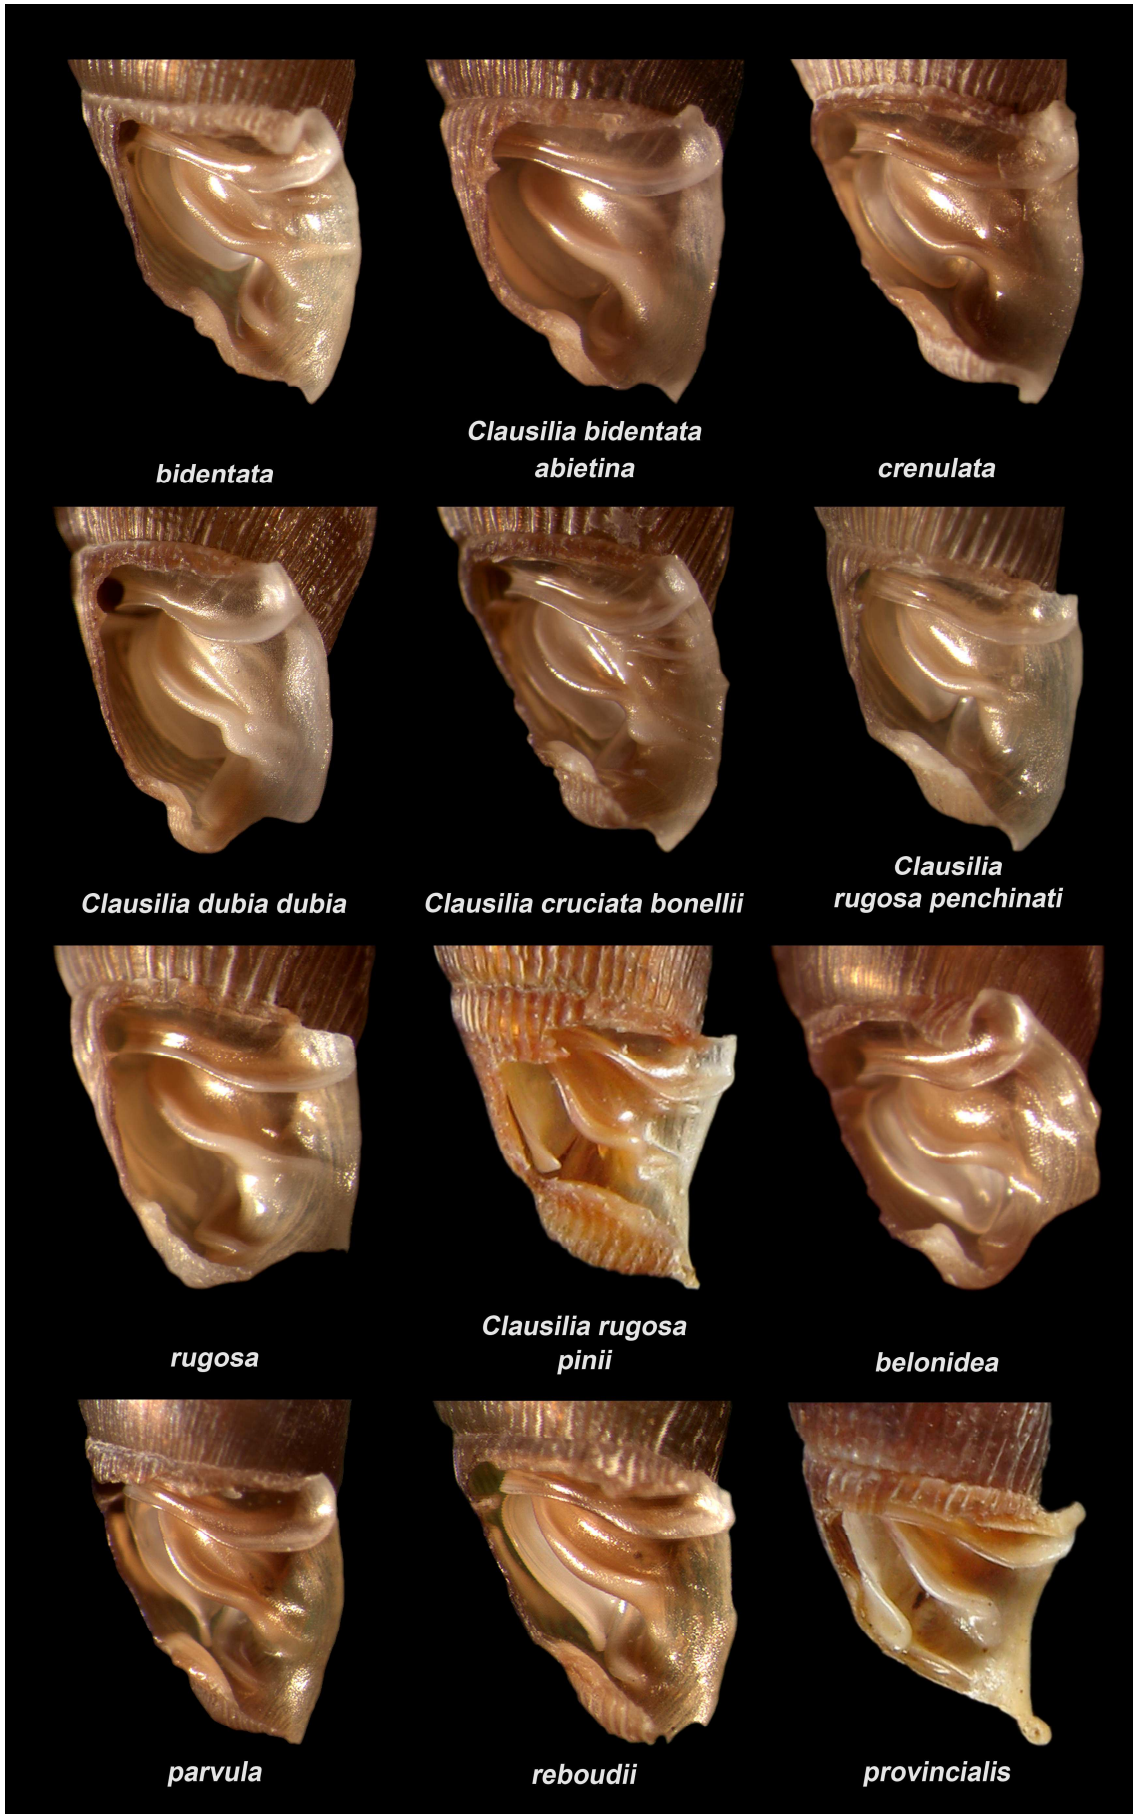 Clausilia bidentata
bidentata
abietina
crenulata
Clausilia dubia dubia
Clausilia cruciata bonellii
Clausilia
rugosa penchinati
rugosa
Clausilia rugosa
pinii
belonidea
parvula
reboudii
provincialis